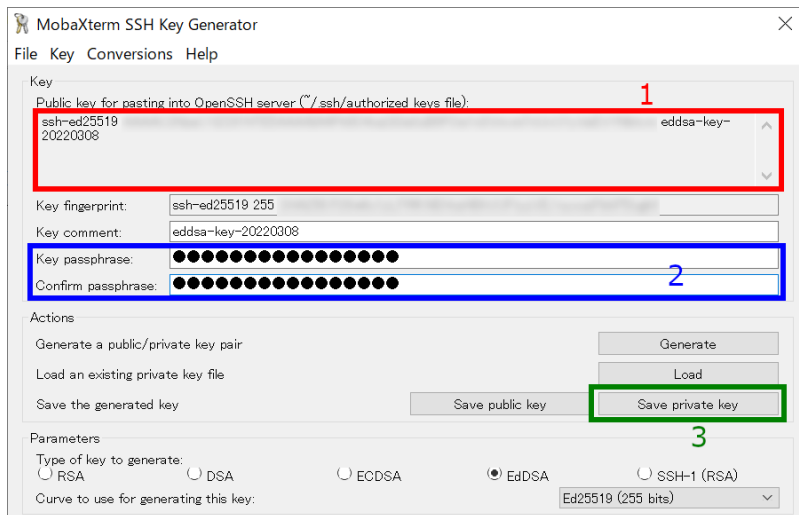 MobaXterm SSH Key Generator
File Key Conversions Help
Key
Public key for pasting into OpenSSH server (~/.ssh/authorized keys file):
1
ssh-ed25519 eddsa-key-
20220308
Key fingerprint: ssh-ed25519 255
Key comment: eddsa-key-20220308
Key passphrase: ●●●●●●●●●●●●●●●●
2
Confirm passphrase: ●●●●●●●●●●●●●●●●
Actions
Generate a public/private key pair Generate
Load an existing private key file Load
Save the generated key Save public key Save private key
3
Parameters
Type of key to generate:
RSA DSA ECDSA EdDSA SSH-1 (RSA)
Curve to use for generating this key: Ed25519 (255 bits)